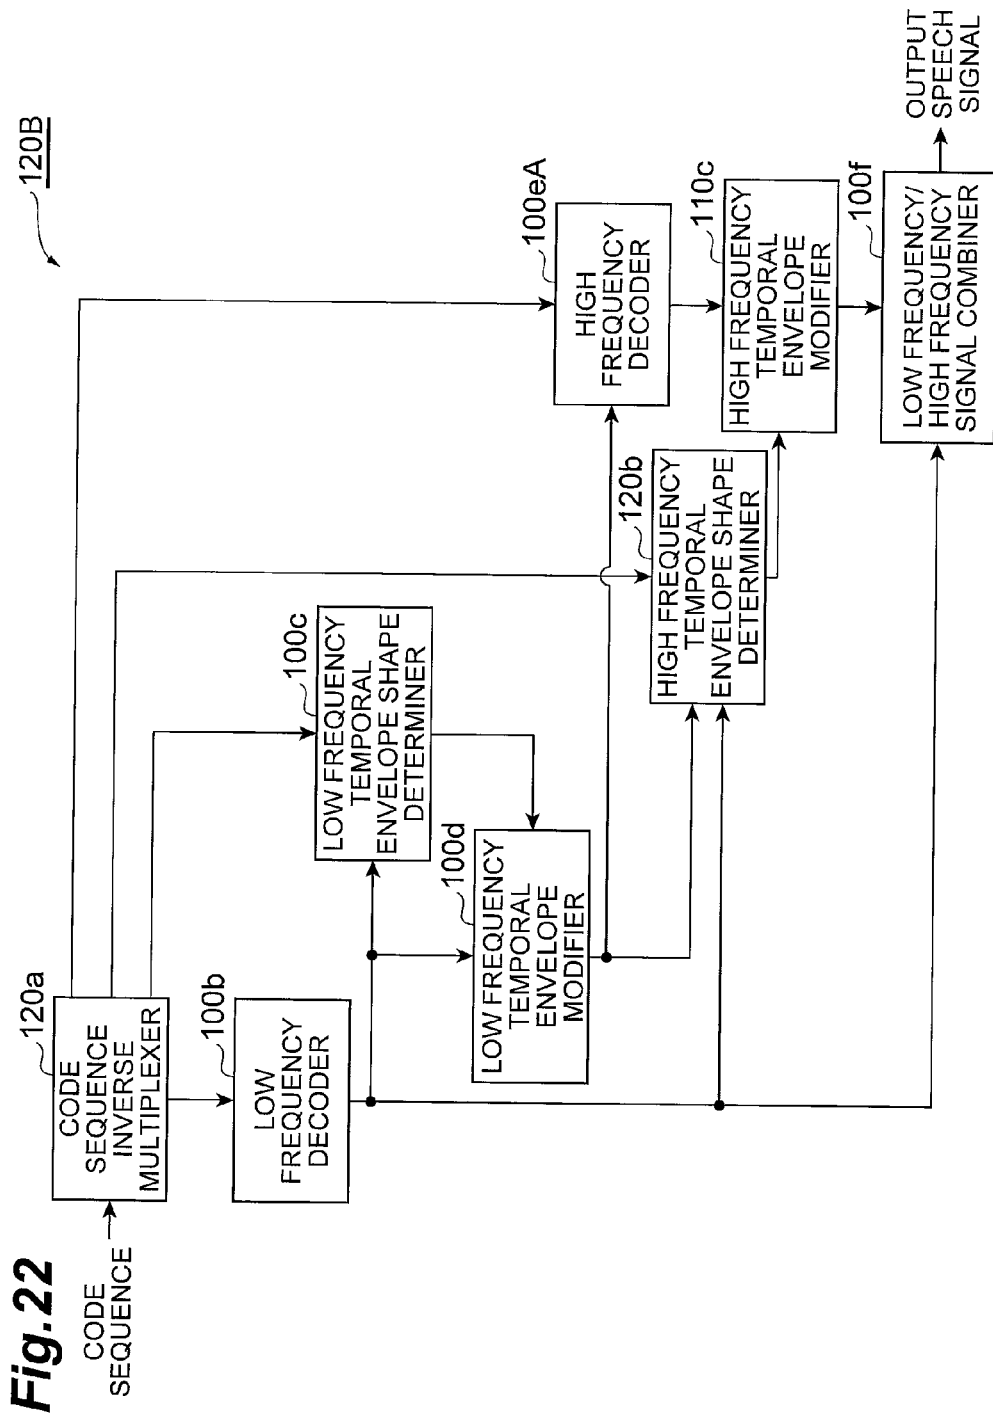 Fig.22
120B
CODE
SEQUENCE
120a
CODE
SEQUENCE
INVERSE
MULTIPLEXER
100b
LOW
FREQUENCY
DECODER
100c
LOW FREQUENCY
TEMPORAL
ENVELOPE SHAPE
DETERMINER
100d
LOW FREQUENCY
TEMPORAL
ENVELOPE
MODIFIER
120b
HIGH FREQUENCY
TEMPORAL
ENVELOPE SHAPE
DETERMINER
100eA
HIGH
FREQUENCY
DECODER
110c
HIGH FREQUENCY
TEMPORAL
ENVELOPE
MODIFIER
100f
LOW FREQUENCY/
HIGH FREQUENCY
SIGNAL COMBINER
OUTPUT
SPEECH
SIGNAL